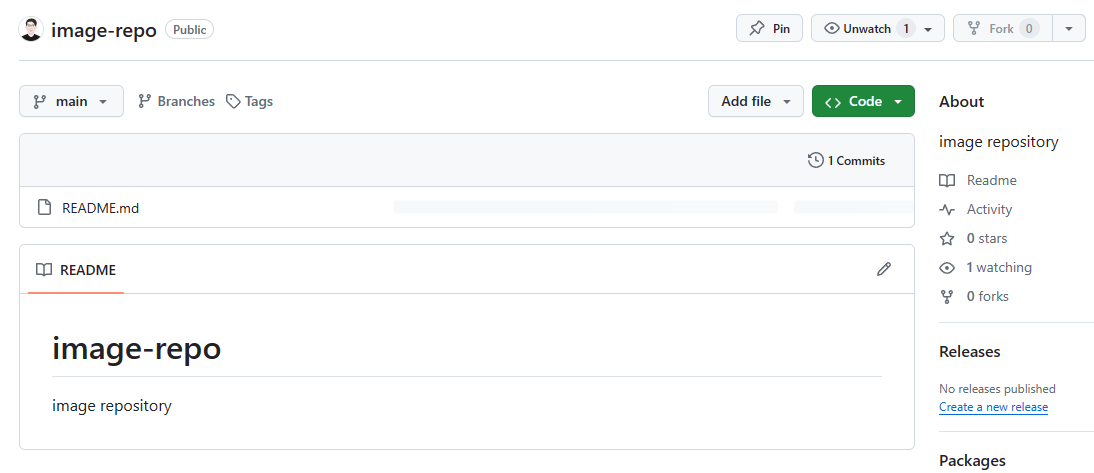 image-repo Public
Pin
Unwatch 1
Fork 0
main
Branches
Tags
Add file
Code
1 Commits
README.md
README
image-repo
image repository
About
image repository
Readme
Activity
0 stars
1 watching
0 forks
Releases
No releases published
Create a new release
Packages